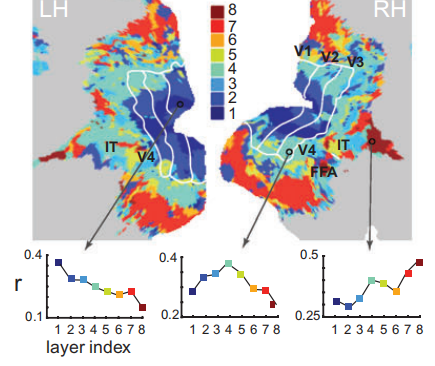 LH
RH
8
7
6
5
4
3
2
1
V1
V2
V3
IT
V4
V4
IT
FFA
0.4
0.1
r
1 2 3 4 5 6 7 8
layer index
0.4
0.2
1 2 3 4 5 6 7 8
0.5
0.25
1 2 3 4 5 6 7 8